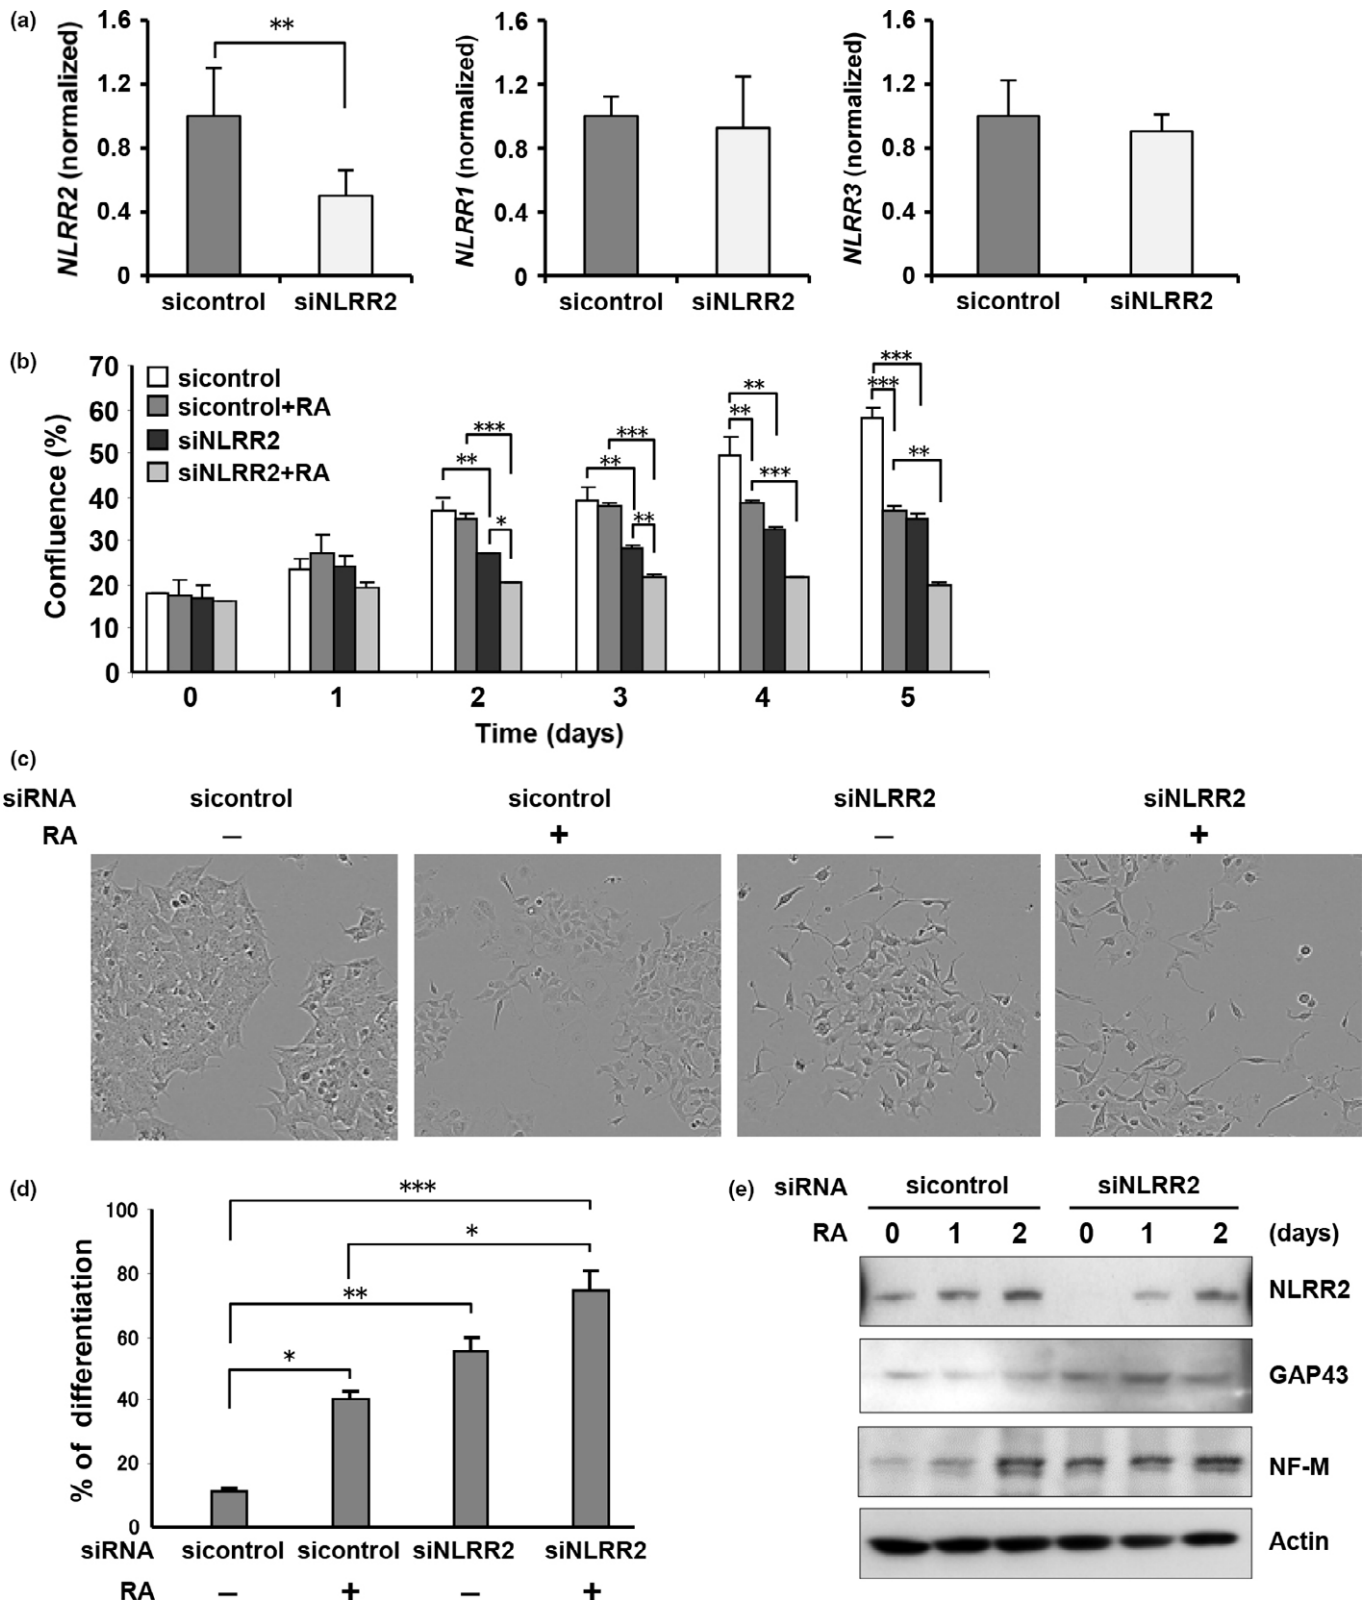 (a)
NLRR2 (normalized)
1.6
1.2
0.8
0.4
0
**
sicontrol siNLRR2
NLRR1 (normalized)
1.6
1.2
0.8
0.4
0
sicontrol siNLRR2
NLRR3 (normalized)
1.6
1.2
0.8
0.4
0
sicontrol siNLRR2
(b)
Confluence (%)
70
60
50
40
30
20
10
0
sicontrol
sicontrol+RA
siNLRR2
siNLRR2+RA
***
**
*
***
**
**
**
**
***
***
***
**
0 1 2 3 4 5
Time (days)
(c)
siRNA sicontrol sicontrol siNLRR2 siNLRR2
RA – + – +
(d)
% of differentiation
100
80
60
40
20
0
***
*
**
*
siRNA sicontrol sicontrol siNLRR2 siNLRR2
RA – + – +
(e)
siRNA sicontrol siNLRR2
RA 0 1 2 0 1 2 (days)
NLRR2
GAP43
NF-M
Actin